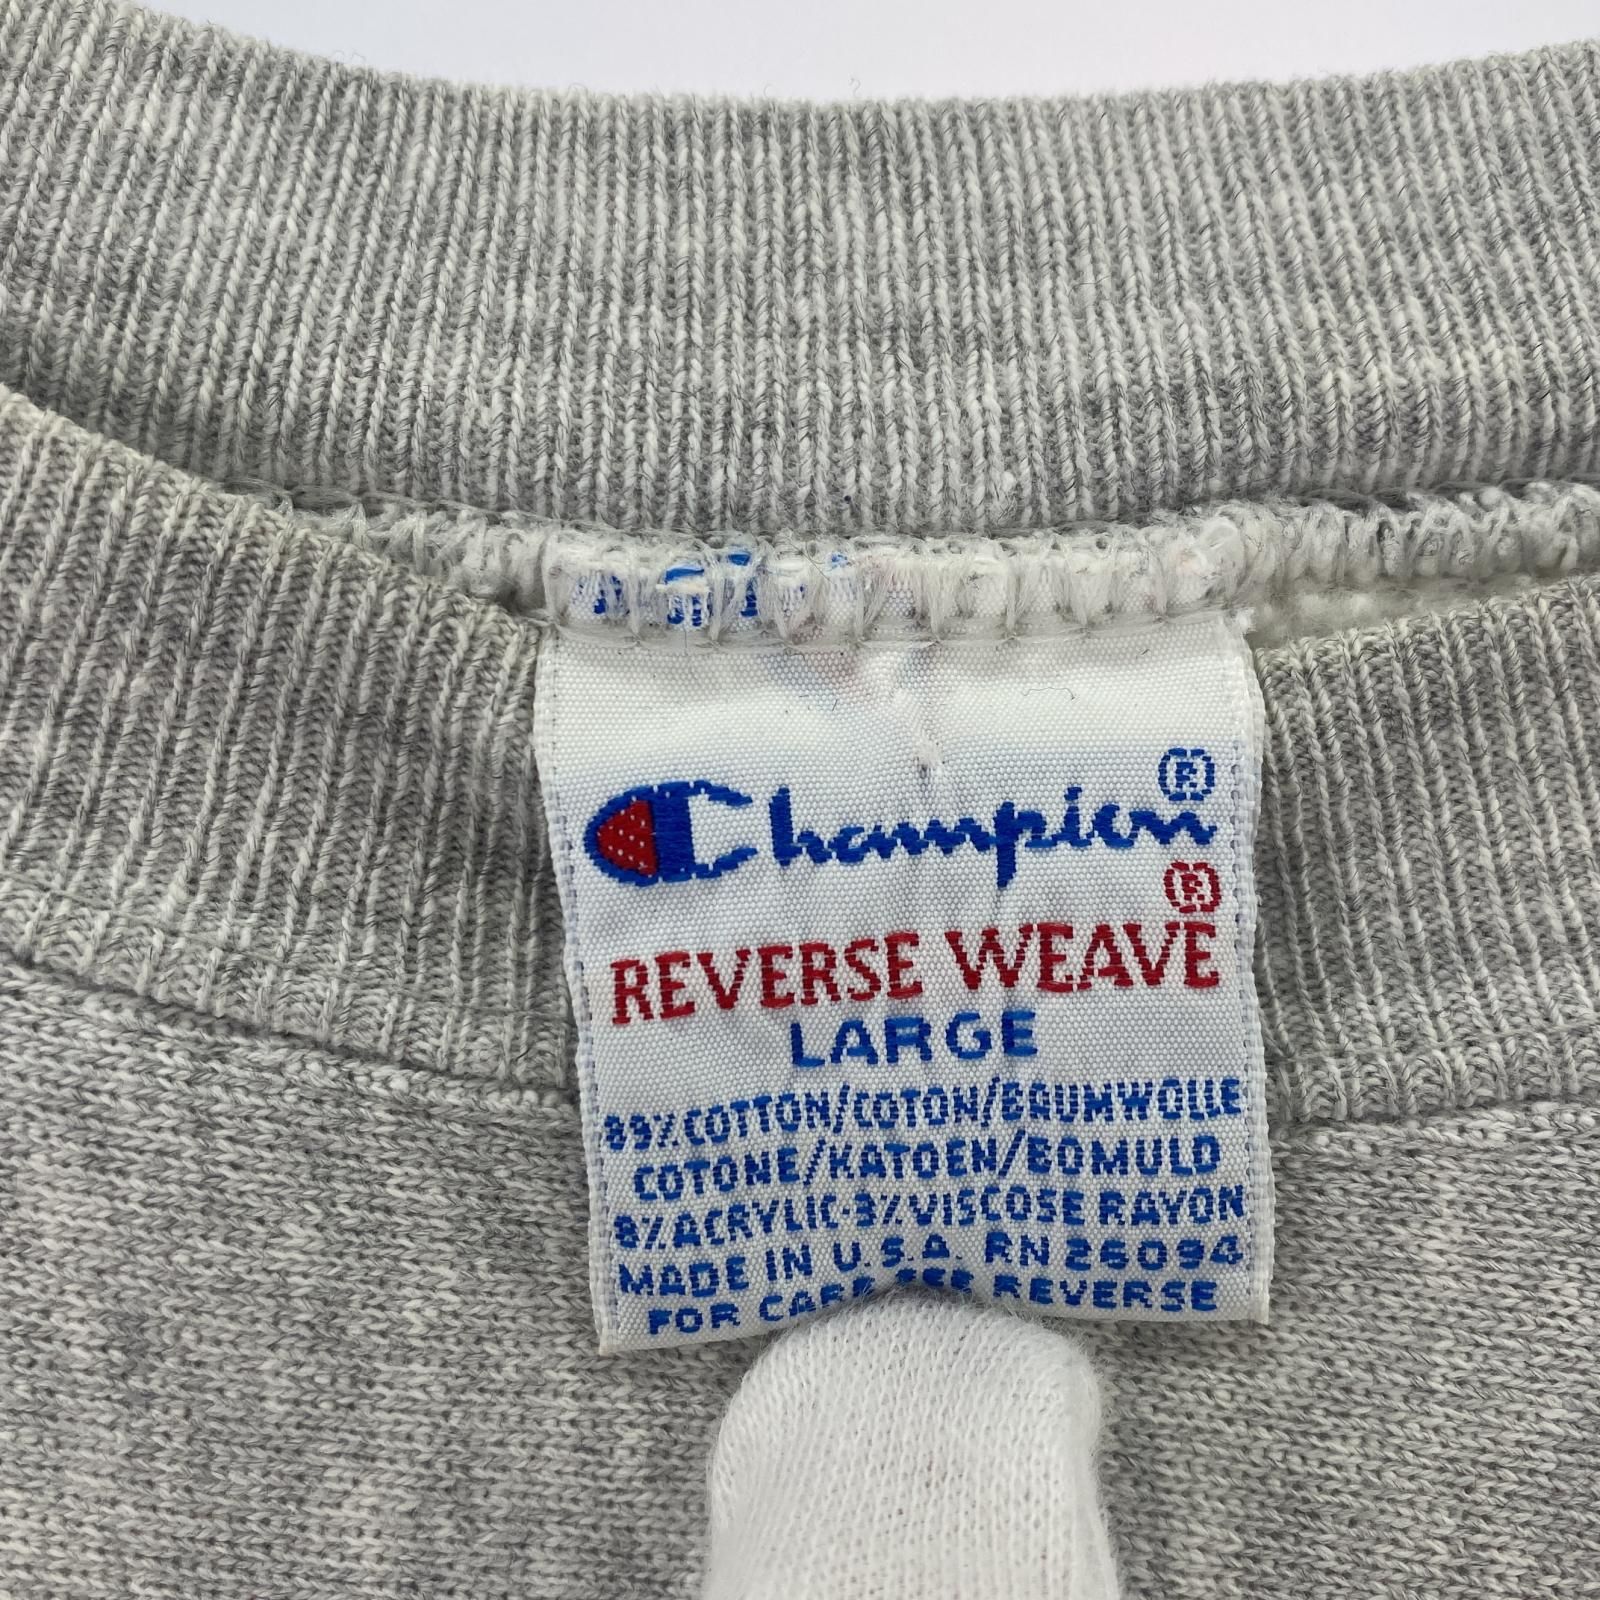 Champion®
®
REVERSE WEAVE
LARGE
89%COTTON/COTON/BAUMWOLLE
COTONE/KATOEN/BOMULD
8%ACRYLIC·3%VISCOSE RAYON
MADE IN U.S.A. RN 26094
FOR CARE SEE REVERSE